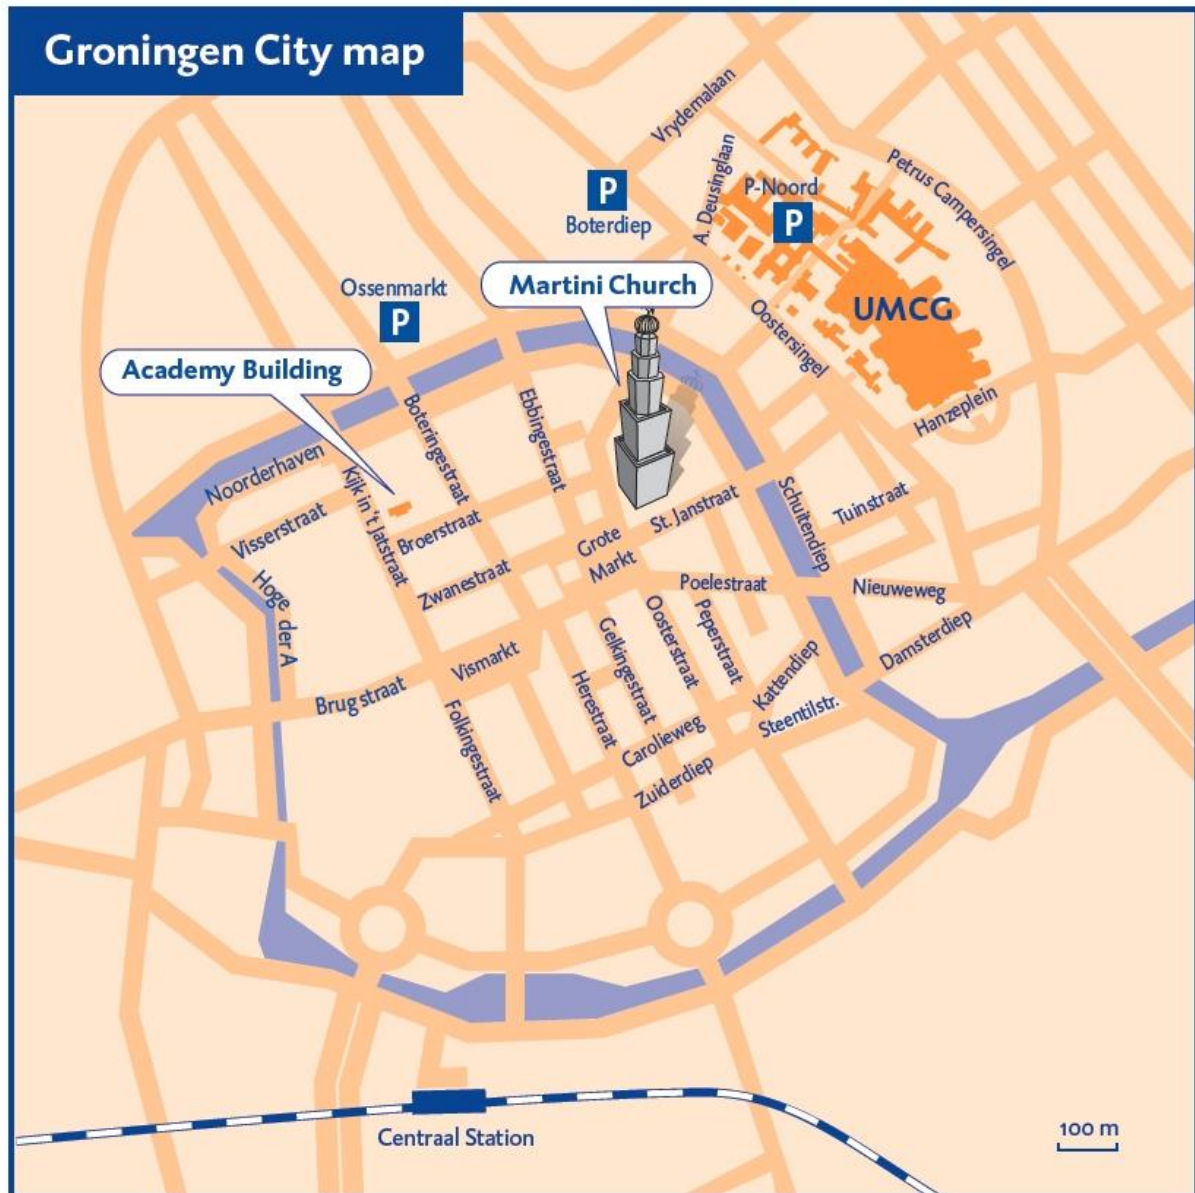 Groningen City map
Vrydemalaan
A. Deusinglaan
P-Noord
P
Petrus Campersingel
P
Boterdiep
UMCG
Ossenmarkt
P
Martini Church
Oostersingel
Academy Building
Hanzeplein
Boteringestraat
Ebbingestraat
Noorderhaven
Visserstraat
Kijk in 't Jatstraat
Broerstraat
Zwanestraat
Grote
Markt
St. Janstraat
Schuitendiep
Tuinstraat
Hoge der A
Poelestraat
Nieuweweg
Oosterstraat
Peperstraat
Gelkingestraat
Herestraat
Kattendiep
Damsterdiep
Steentilstr.
Vismarkt
Brugstraat
Folkingestraat
Carolieweg
Zuiderdiep
Centraal Station
100 m